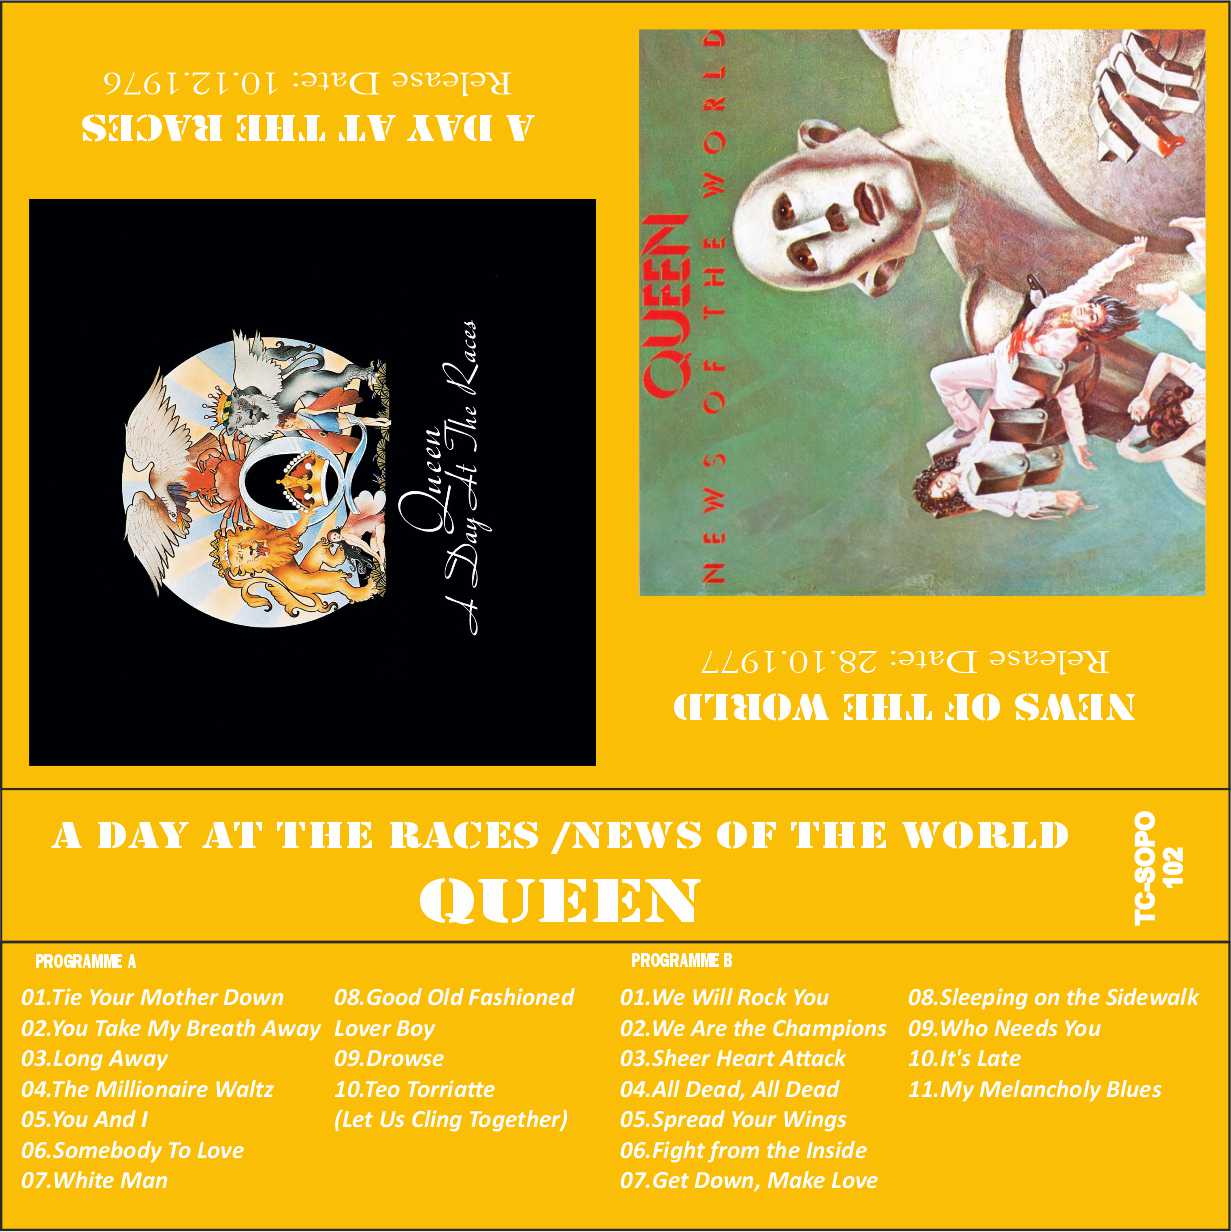 A DAY AT THE RACES
Release Date: 10.12.1976
Queen
A Day At The Races
QUEEN
NEWS OF THE WORLD
NEWS OF THE WORLD
Release Date: 28.10.1977
A DAY AT THE RACES /NEWS OF THE WORLD
QUEEN
TC-SOPO
102
PROGRAMME A
01.Tie Your Mother Down
02.You Take My Breath Away
03.Long Away
04.The Millionaire Waltz
05.You And I
06.Somebody To Love
07.White Man
08.Good Old Fashioned
Lover Boy
09.Drowse
10.Teo Torriatte
(Let Us Cling Together)
PROGRAMME B
01.We Will Rock You
02.We Are the Champions
03.Sheer Heart Attack
04.All Dead, All Dead
05.Spread Your Wings
06.Fight from the Inside
07.Get Down, Make Love
08.Sleeping on the Sidewalk
09.Who Needs You
10.It's Late
11.My Melancholy Blues